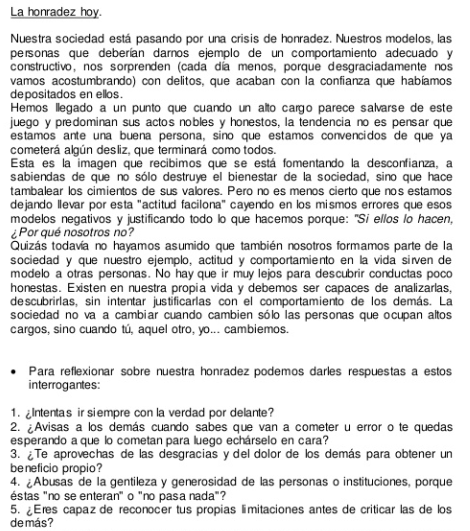 La honradez hoy.
Nuestra sociedad está pasando por una crisis de honradez. Nuestros modelos, las
personas que deberían darnos ejemplo de un comportamiento adecuado y
constructivo, nos sorprenden (cada día menos, porque desgraciadamente nos
vamos acostumbrando) con delitos, que acaban con la confianza que habíamos
depositados en ellos.
Hemos llegado a un punto que cuando un alto cargo parece salvarse de este
juego y predominan sus actos nobles y honestos, la tendencia no es pensar que
estamos ante una buena persona, sino que estamos convencidos de que ya
cometerá algún desliz, que terminará como todos.
Esta es la imagen que recibimos que se está fomentando la desconfianza, a
sabiendas de que no sólo destruye el bienestar de la sociedad, sino que hace
tambalear los cimientos de sus valores. Pero no es menos cierto que nos estamos
dejando llevar por esta "actitud facilona" cayendo en los mismos errores que esos
modelos negativos y justificando todo lo que hacemos porque: "Si ellos lo hacen,
¿Por qué nosotros no?
Quizás todavía no hayamos asumido que también nosotros formamos parte de la
sociedad y que nuestro ejemplo, actitud y comportamiento en la vida sirven de
modelo a otras personas. No hay que ir muy lejos para descubrir conductas poco
honestas. Existen en nuestra propia vida y debemos ser capaces de analizarlas,
descubrirlas, sin intentar justificarlas con el comportamiento de los demás. La
sociedad no va a cambiar cuando cambien sólo las personas que ocupan altos
cargos, sino cuando tú, aquel otro, yo... cambiemos.
• Para reflexionar sobre nuestra honradez podemos darles respuestas a estos
interrogantes:
1. ¿Intentas ir siempre con la verdad por delante?
2. ¿Avisas a los demás cuando sabes que van a cometer u error o te quedas
esperando a que lo cometan para luego echárselo en cara?
3. ¿Te aprovechas de las desgracias y del dolor de los demás para obtener un
beneficio propio?
4. ¿Abusas de la gentileza y generosidad de las personas o instituciones, porque
éstas "no se enteran" o "no pasa nada"?
5. ¿Eres capaz de reconocer tus propias limitaciones antes de criticar las de los
demás?